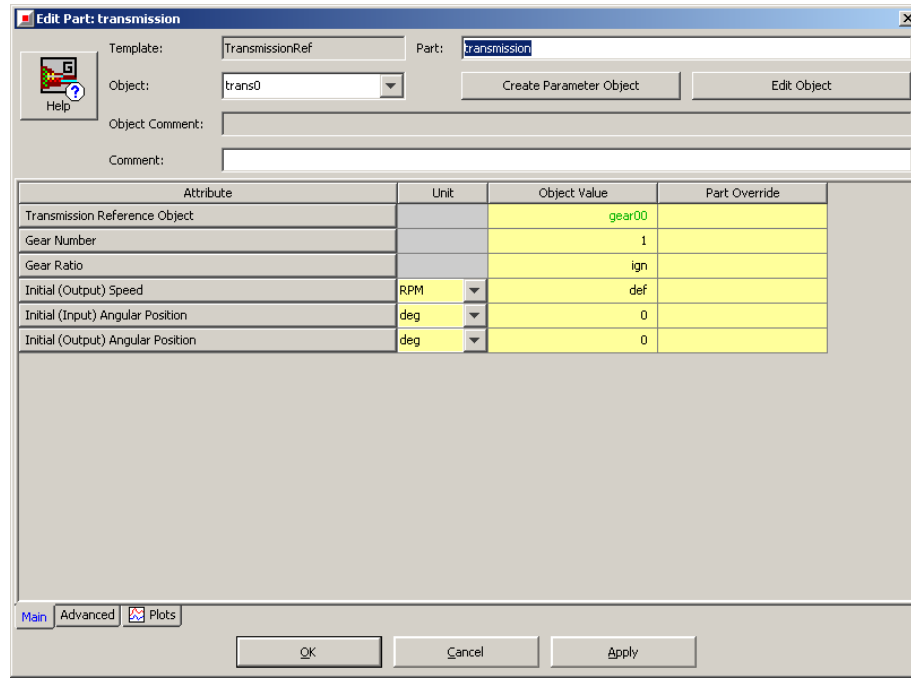 Edit Part: transmission
Template: TransmissionRef Part: transmission
Help
Object: trans0 Create Parameter Object Edit Object
Object Comment:
Comment:
Attribute Unit Object Value Part Override
Transmission Reference Object gear00
Gear Number 1
Gear Ratio ign
Initial (Output) Speed RPM def
Initial (Input) Angular Position deg 0
Initial (Output) Angular Position deg 0
Main Advanced Plots
OK Cancel Apply